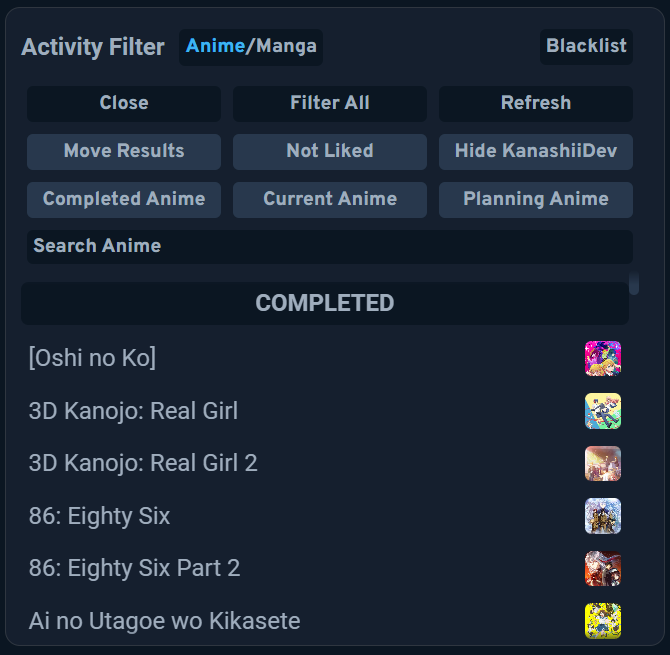 Activity Filter Anime/Manga Blacklist
Close Filter All Refresh
Move Results Not Liked Hide KanashiiDev
Completed Anime Current Anime Planning Anime
Search Anime
COMPLETED
[Oshi no Ko]
3D Kanojo: Real Girl
3D Kanojo: Real Girl 2
86: Eighty Six
86: Eighty Six Part 2
Ai no Utagoe wo Kikasete